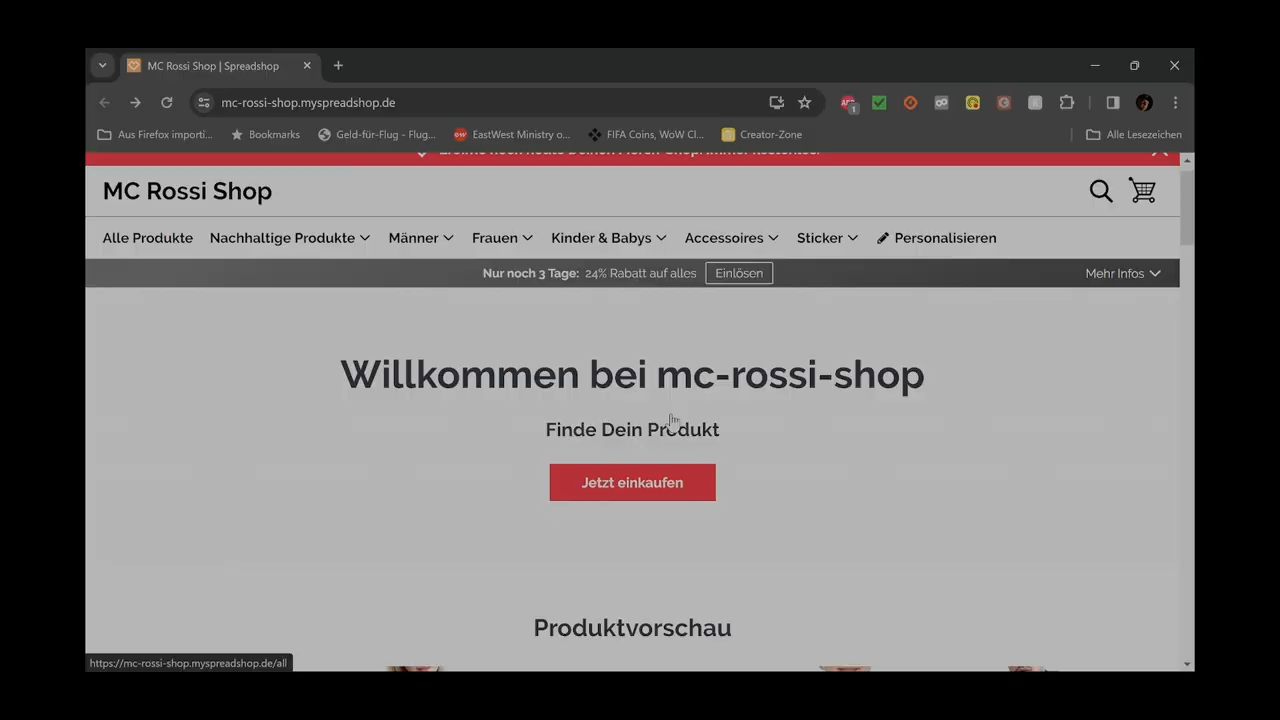 MC Rossi Shop | Spreadshop
mc-rossi-shop.myspreadshop.de
1
Aus Firefox importi...
Bookmarks
Geld-für-Flug - Flug...
EastWest Ministry o...
FIFA Coins, WoW Cl...
Creator-Zone
Alle Lesezeichen
MC Rossi Shop
Alle Produkte
Nachhaltige Produkte
Männer
Frauen
Kinder & Babys
Accessoires
Sticker
Personalisieren
Nur noch 3 Tage: 24% Rabatt auf alles
Einlösen
Mehr Infos
Willkommen bei mc-rossi-shop
Finde Dein Produkt
Jetzt einkaufen
Produktvorschau
https://mc-rossi-shop.myspreadshop.de/all